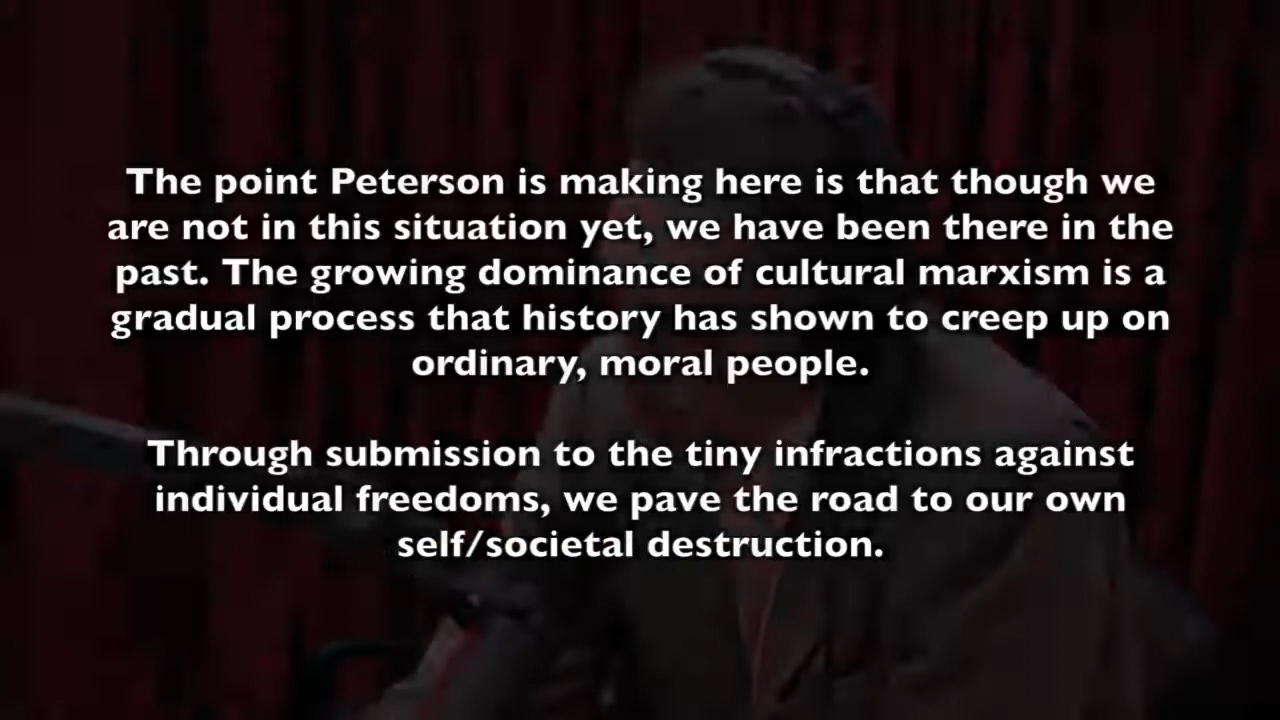 The point Peterson is making here is that though we
are not in this situation yet, we have been there in the
past. The growing dominance of cultural marxism is a
gradual process that history has shown to creep up on
ordinary, moral people.
Through submission to the tiny infractions against
individual freedoms, we pave the road to our own
self/societal destruction.